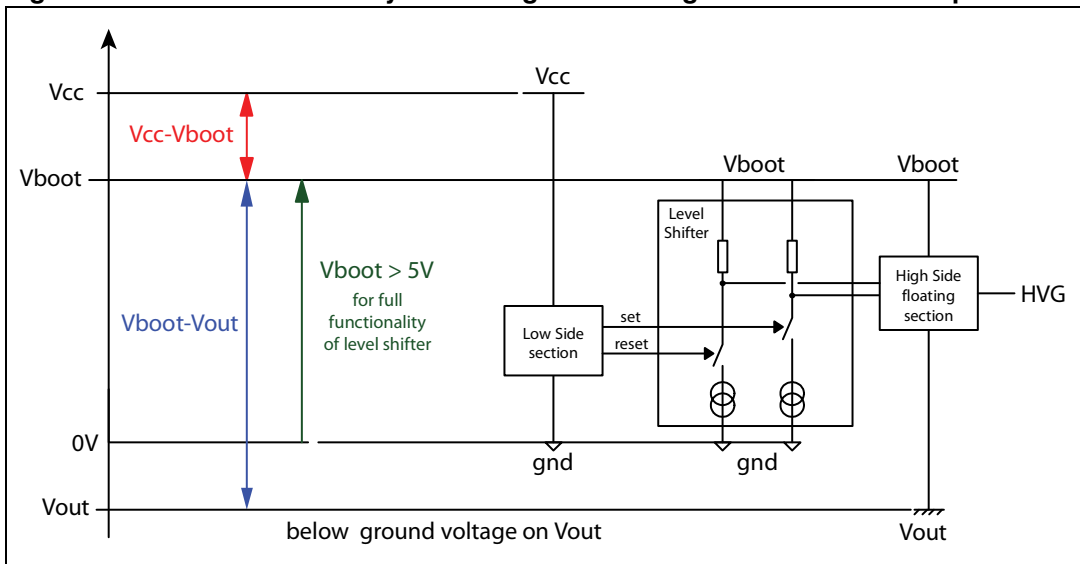 Vcc
Vcc
Vcc-Vboot
Vboot
Vboot
Vboot
Level
Shifter
Vboot > 5V
for full
functionality
of level shifter
Vboot-Vout
High Side
floating
section
HVG
Low Side
section
set
reset
0V
gnd
gnd
Vout
below ground voltage on Vout
Vout